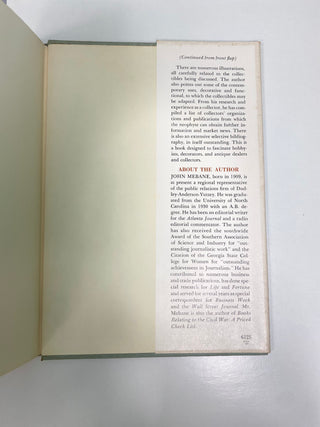 (Continued from front flap)
There are numerous illustrations,
all carefully related to the collecti-
bles being discussed. The author
also points out some of the con-
temporary uses, decorative and func-
tional, to which the collectibles may
be adapted. From his research and
experience as a collector, he has com-
piled a list of collectors' organiza-
tions and publications from which
the neophyte can obtain further in-
formation and market news. There
is also an extensive selective bibliog-
raphy, in itself outstanding. This is
a book designed to fascinate hobby-
ists, decorators, and antique dealers
and collectors.
ABOUT THE AUTHOR
JOHN MEBANE, born in 1909, is
at present a regional representative
of the public relations firm of Dud-
ley-Anderson-Yutzy. He was grad-
uated from the University of North
Carolina in 1930 with an A.B. de-
gree. He has been an editorial writer
for the Atlanta Journal and a radio
editorial commentator. The author
has also received the
Award of the Southern Association
of Science and Industry for "out-
standing journalistic work" and the
Citation of the Georgia State Col-
lege for Women for "outstanding
achievements in Journalism." He has
contributed to numerous business
and trade publications, has done spe-
cial research for Life and Fortune
and served for several years as special
correspondent for Business Week
and the Wall Street Journal. Mr.
Mebane is also the author of Books
Relating to the Civil War: A Priced
Check List.
6125